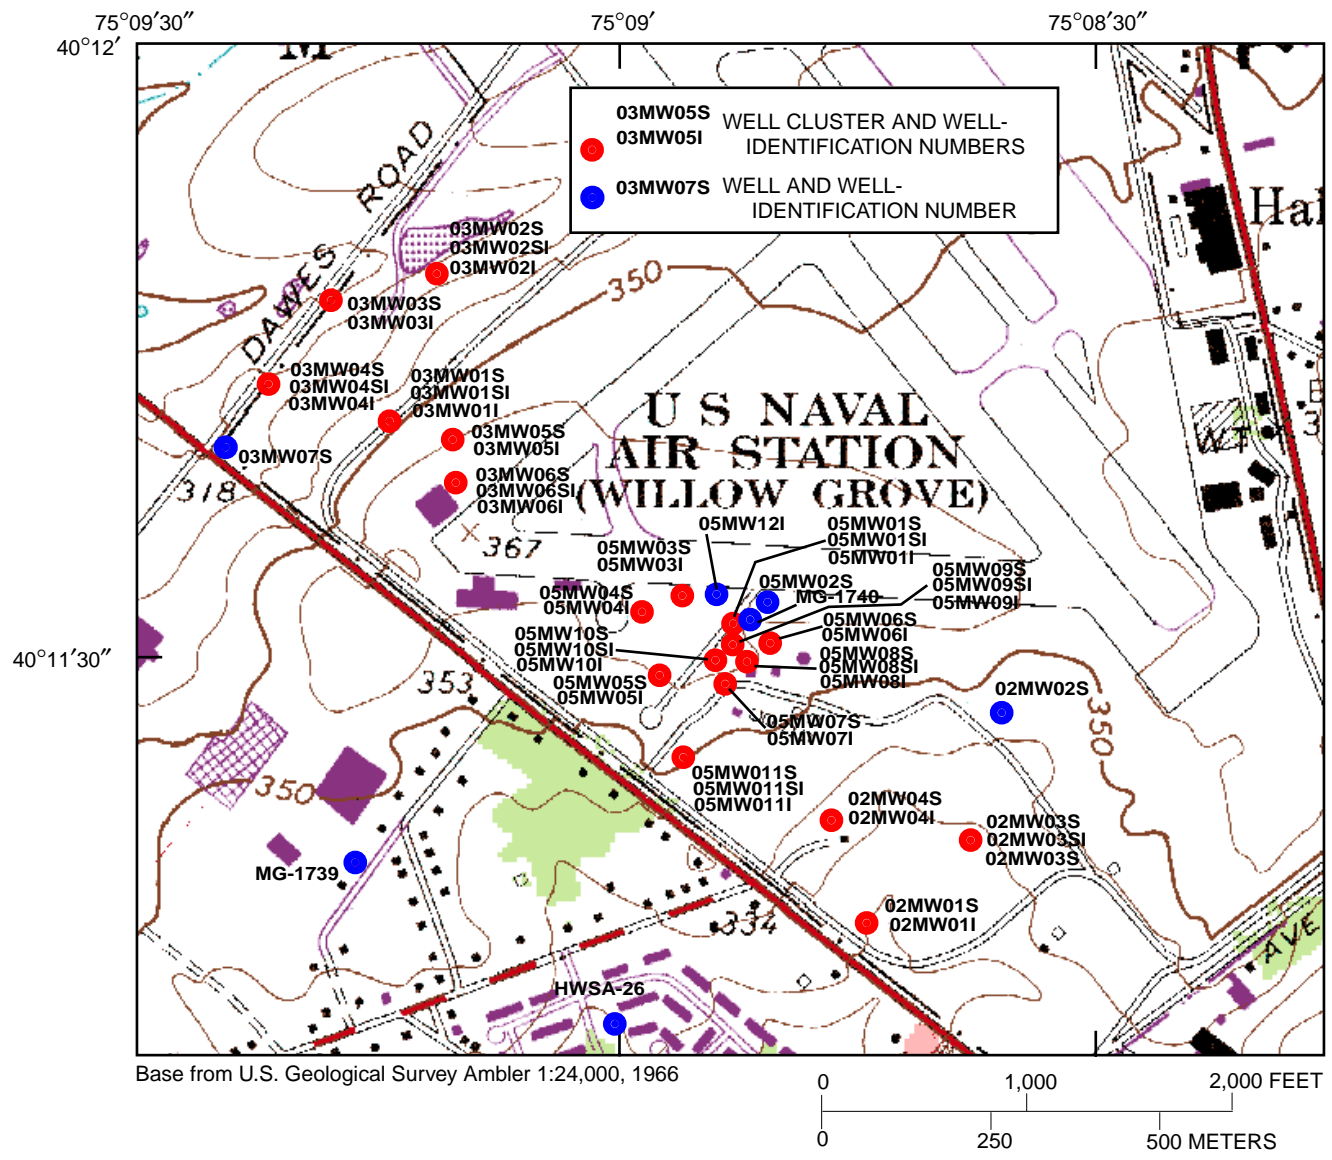 75°09′30″
75°09′
75°08′30″
40°12′
M
03MW05S
03MW05I
WELL CLUSTER AND WELL-
IDENTIFICATION NUMBERS
03MW07S
WELL AND WELL-
IDENTIFICATION NUMBER
Hal
DAWES ROAD
03MW02S
03MW02SI
03MW02I
350
03MW03S
03MW03I
03MW04S
03MW04SI
03MW04I
03MW01S
03MW01SI
03MW01I
03MW05S
03MW05I
03MW07S
318
03MW06S
03MW06SI
03MW06I
367
U S NAVAL
AIR STATION
(WILLOW GROVE)
WT
05MW12I
05MW03S
05MW03I
05MW01S
05MW01SI
05MW01I
05MW02S
MG-1740
05MW09S
05MW09SI
05MW09I
05MW04S
05MW04I
05MW06S
05MW06I
05MW10S
05MW10SI
05MW10I
05MW08S
05MW08SI
05MW08I
40°11′30″
353
05MW05S
05MW05I
05MW07S
05MW07I
02MW02S
350
350
05MW011S
05MW011SI
05MW011I
02MW04S
02MW04I
02MW03S
02MW03SI
02MW03S
MG-1739
02MW01S
02MW01I
334
AVE
HWSA-26
Base from U.S. Geological Survey Ambler 1:24,000, 1966
0 1,000 2,000 FEET
0 250 500 METERS